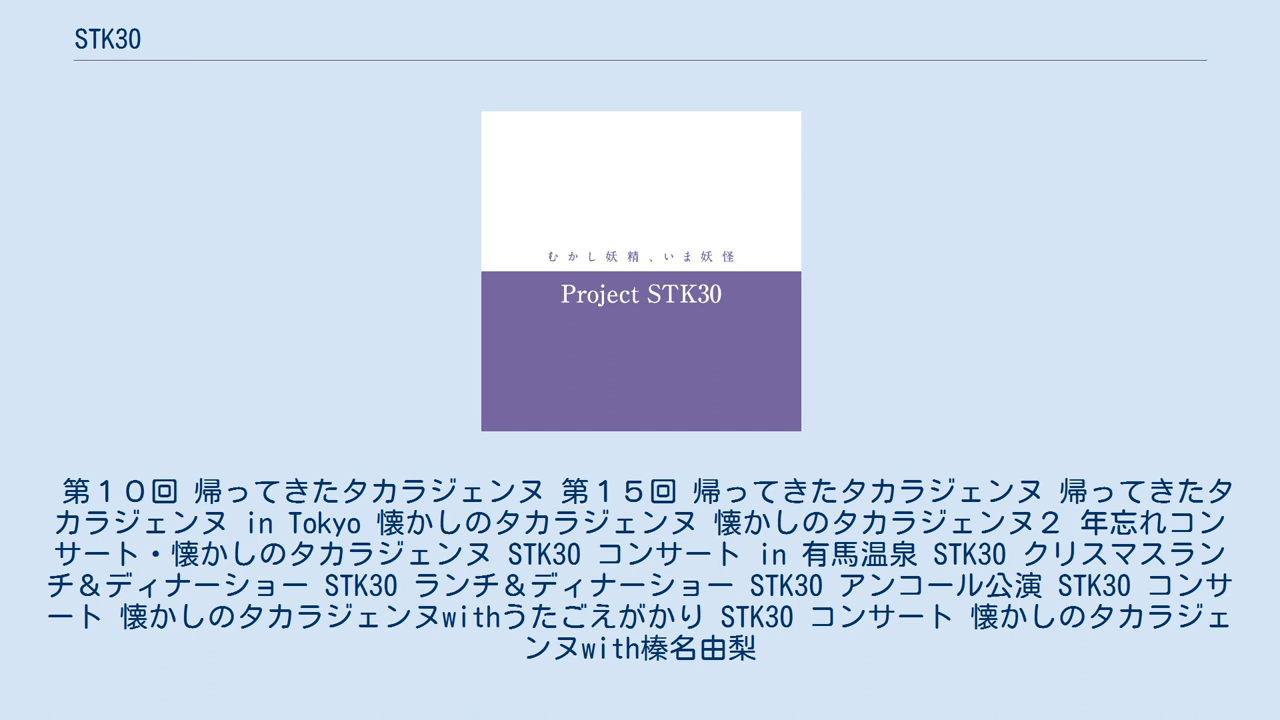 STK30
むかし妖精、いま妖怪
Project STK30
第１０回 帰ってきたタカラジェンヌ 第１５回 帰ってきたタカラジェンヌ 帰ってきたタ
カラジェンヌ in Tokyo 懐かしのタカラジェンヌ 懐かしのタカラジェンヌ２ 年忘れコン
サート・懐かしのタカラジェンヌ STK30 コンサート in 有馬温泉 STK30 クリスマスラン
チ＆ディナーショー STK30 ランチ＆ディナーショー STK30 アンコール公演 STK30 コンサ
ート 懐かしのタカラジェンヌwithうたごえがかり STK30 コンサート 懐かしのタカラジェ
ンヌwith榛名由梨